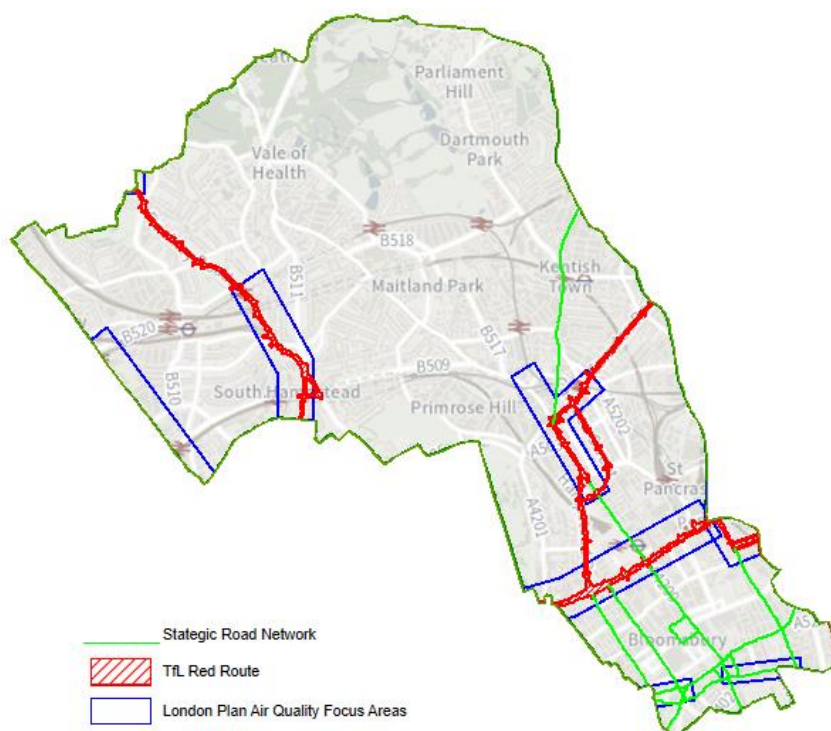 Parliament
Hill
Dartmouth
Park
Vale of
Health
B518
Kentish
Town
B511
Maitland Park
B520
B517
B509
B510
South Hampstead
Primrose Hill
A5202
St
Pancras
A4201
Bloomsbury
Stategic Road Network
TfL Red Route
London Plan Air Quality Focus Areas